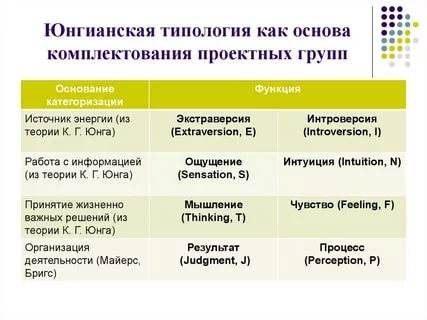 Юнгианская типология как основа
комплектования проектных групп
Основание
категоризации
Функция
Источник энергии (из
теории К. Г. Юнга)
Экстраверсия
(Extraversion, E)
Интроверсия
(Introversion, I)
Работа с информацией
(из теории К. Г. Юнга)
Ощущение
(Sensation, S)
Интуиция (Intuition, N)
Принятие жизненно
важных решений (из
теории К. Г. Юнга)
Мышление
(Thinking, T)
Чувство (Feeling, F)
Организация
деятельности (Майерс,
Бригс)
Результат
(Judgment, J)
Процесс
(Perception, P)